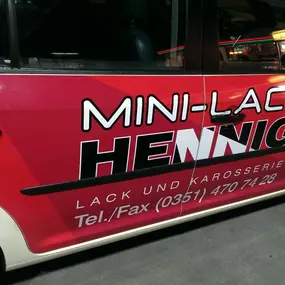 MINI-LAC
HENNIG
LACK UND KAROSSERIE
Tel./Fax (0351) 470 74 28